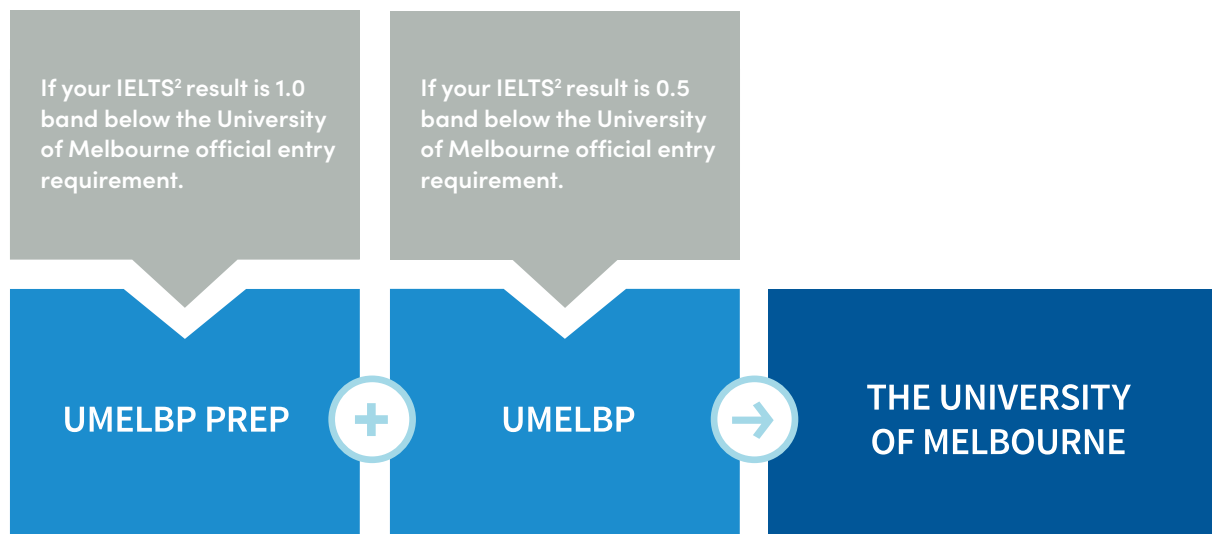 If your IELTS² result is 1.0
band below the University
of Melbourne official entry
requirement.
If your IELTS² result is 0.5
band below the University
of Melbourne official entry
requirement.
UMELBP PREP
UMELBP
THE UNIVERSITY
OF MELBOURNE